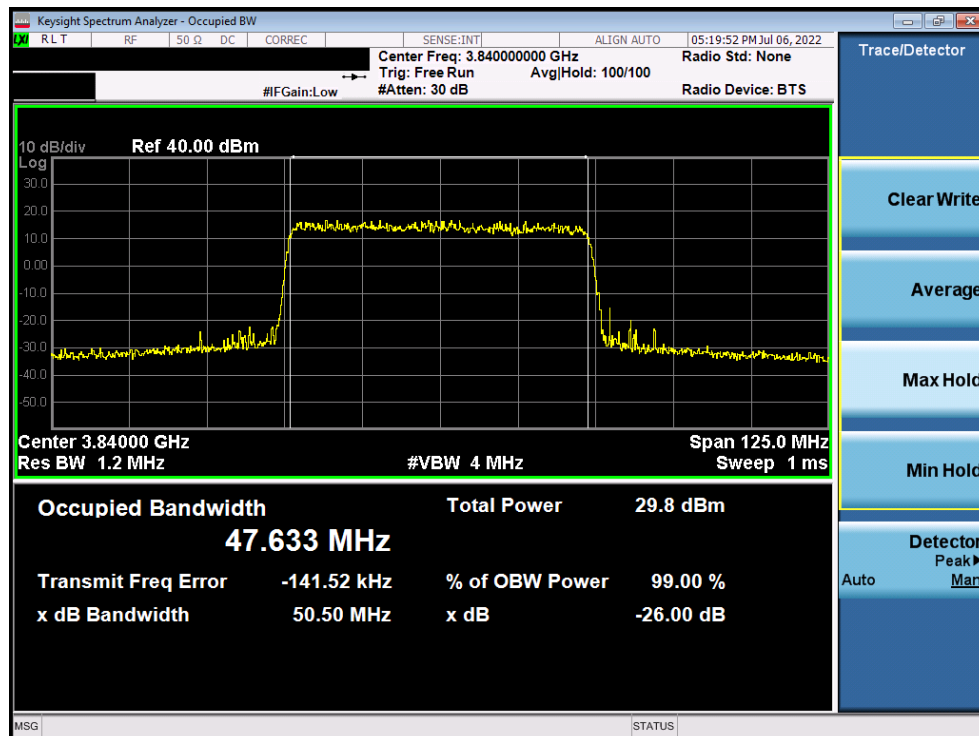 Keysight Spectrum Analyzer - Occupied BW
LXI RLT RF 50 Ω DC CORREC SENSE:INT ALIGN AUTO 05:19:52 PM Jul 06, 2022
Center Freq: 3.840000000 GHz Radio Std: None
Trig: Free Run Avg|Hold: 100/100
#IFGain:Low #Atten: 30 dB Radio Device: BTS
10 dB/div Ref 40.00 dBm
Log
30.0
20.0
10.0
0.00
-10.0
-20.0
-30.0
-40.0
-50.0
Center 3.84000 GHz Span 125.0 MHz
Res BW 1.2 MHz #VBW 4 MHz Sweep 1 ms
Occupied Bandwidth Total Power 29.8 dBm
47.633 MHz
Transmit Freq Error -141.52 kHz % of OBW Power 99.00 %
x dB Bandwidth 50.50 MHz x dB -26.00 dB
MSG STATUS
Trace/Detector
Clear Write
Average
Max Hold
Min Hold
Detector
Peak
Auto Man